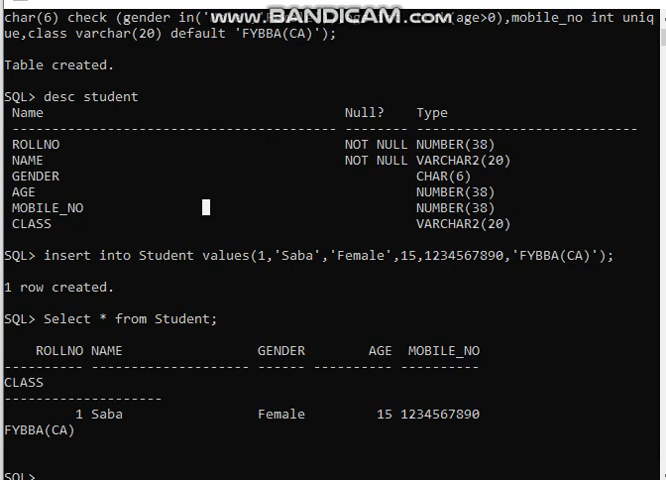 www.BANDICAM.com
char(6) check (gender in(' (age>0),mobile_no int uniq
ue,class varchar(20) default 'FYBBA(CA)');
Table created.
SQL> desc student
Name Null? Type
----------------------------------------- -------- ----------------------------
ROLLNO NOT NULL NUMBER(38)
NAME NOT NULL VARCHAR2(20)
GENDER CHAR(6)
AGE NUMBER(38)
MOBILE_NO NUMBER(38)
CLASS VARCHAR2(20)
SQL> insert into Student values(1,'Saba','Female',15,1234567890,'FYBBA(CA)');
1 row created.
SQL> Select * from Student;
ROLLNO NAME GENDER AGE MOBILE_NO
---------- -------------------- ------ ---------- ----------
CLASS
--------------------
1 Saba Female 15 1234567890
FYBBA(CA)
SQL>